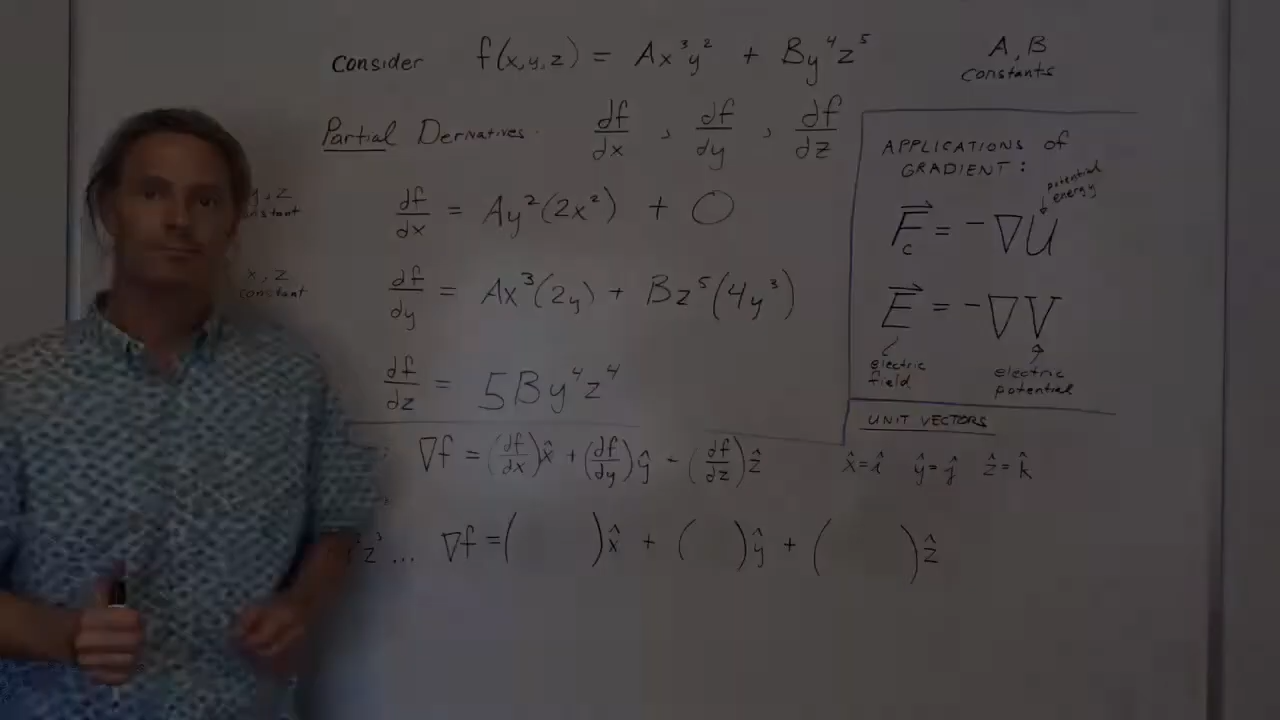 Consider f(x,y,z) = Ax³y² + By⁴z⁵
A, B
constants
Partial Derivatives: df/dx , df/dy , df/dz
y, z
constant
df/dx = Ay²(2x²) + 0
x, z
constant
df/dy = Ax³(2y) + Bz⁵(4y³)
df/dz = 5By⁴z⁴
APPLICATIONS of
GRADIENT:
potential
energy
F⃗c = -∇U
E⃗ = -∇V
electric
field
electric
potential
UNIT VECTORS
x̂=î ŷ=ĵ ẑ=k̂
∇f = (df/dx)x̂ + (df/dy)ŷ - (df/dz)ẑ
z³ ... ∇f = ( )x̂ + ( )ŷ + ( )ẑ